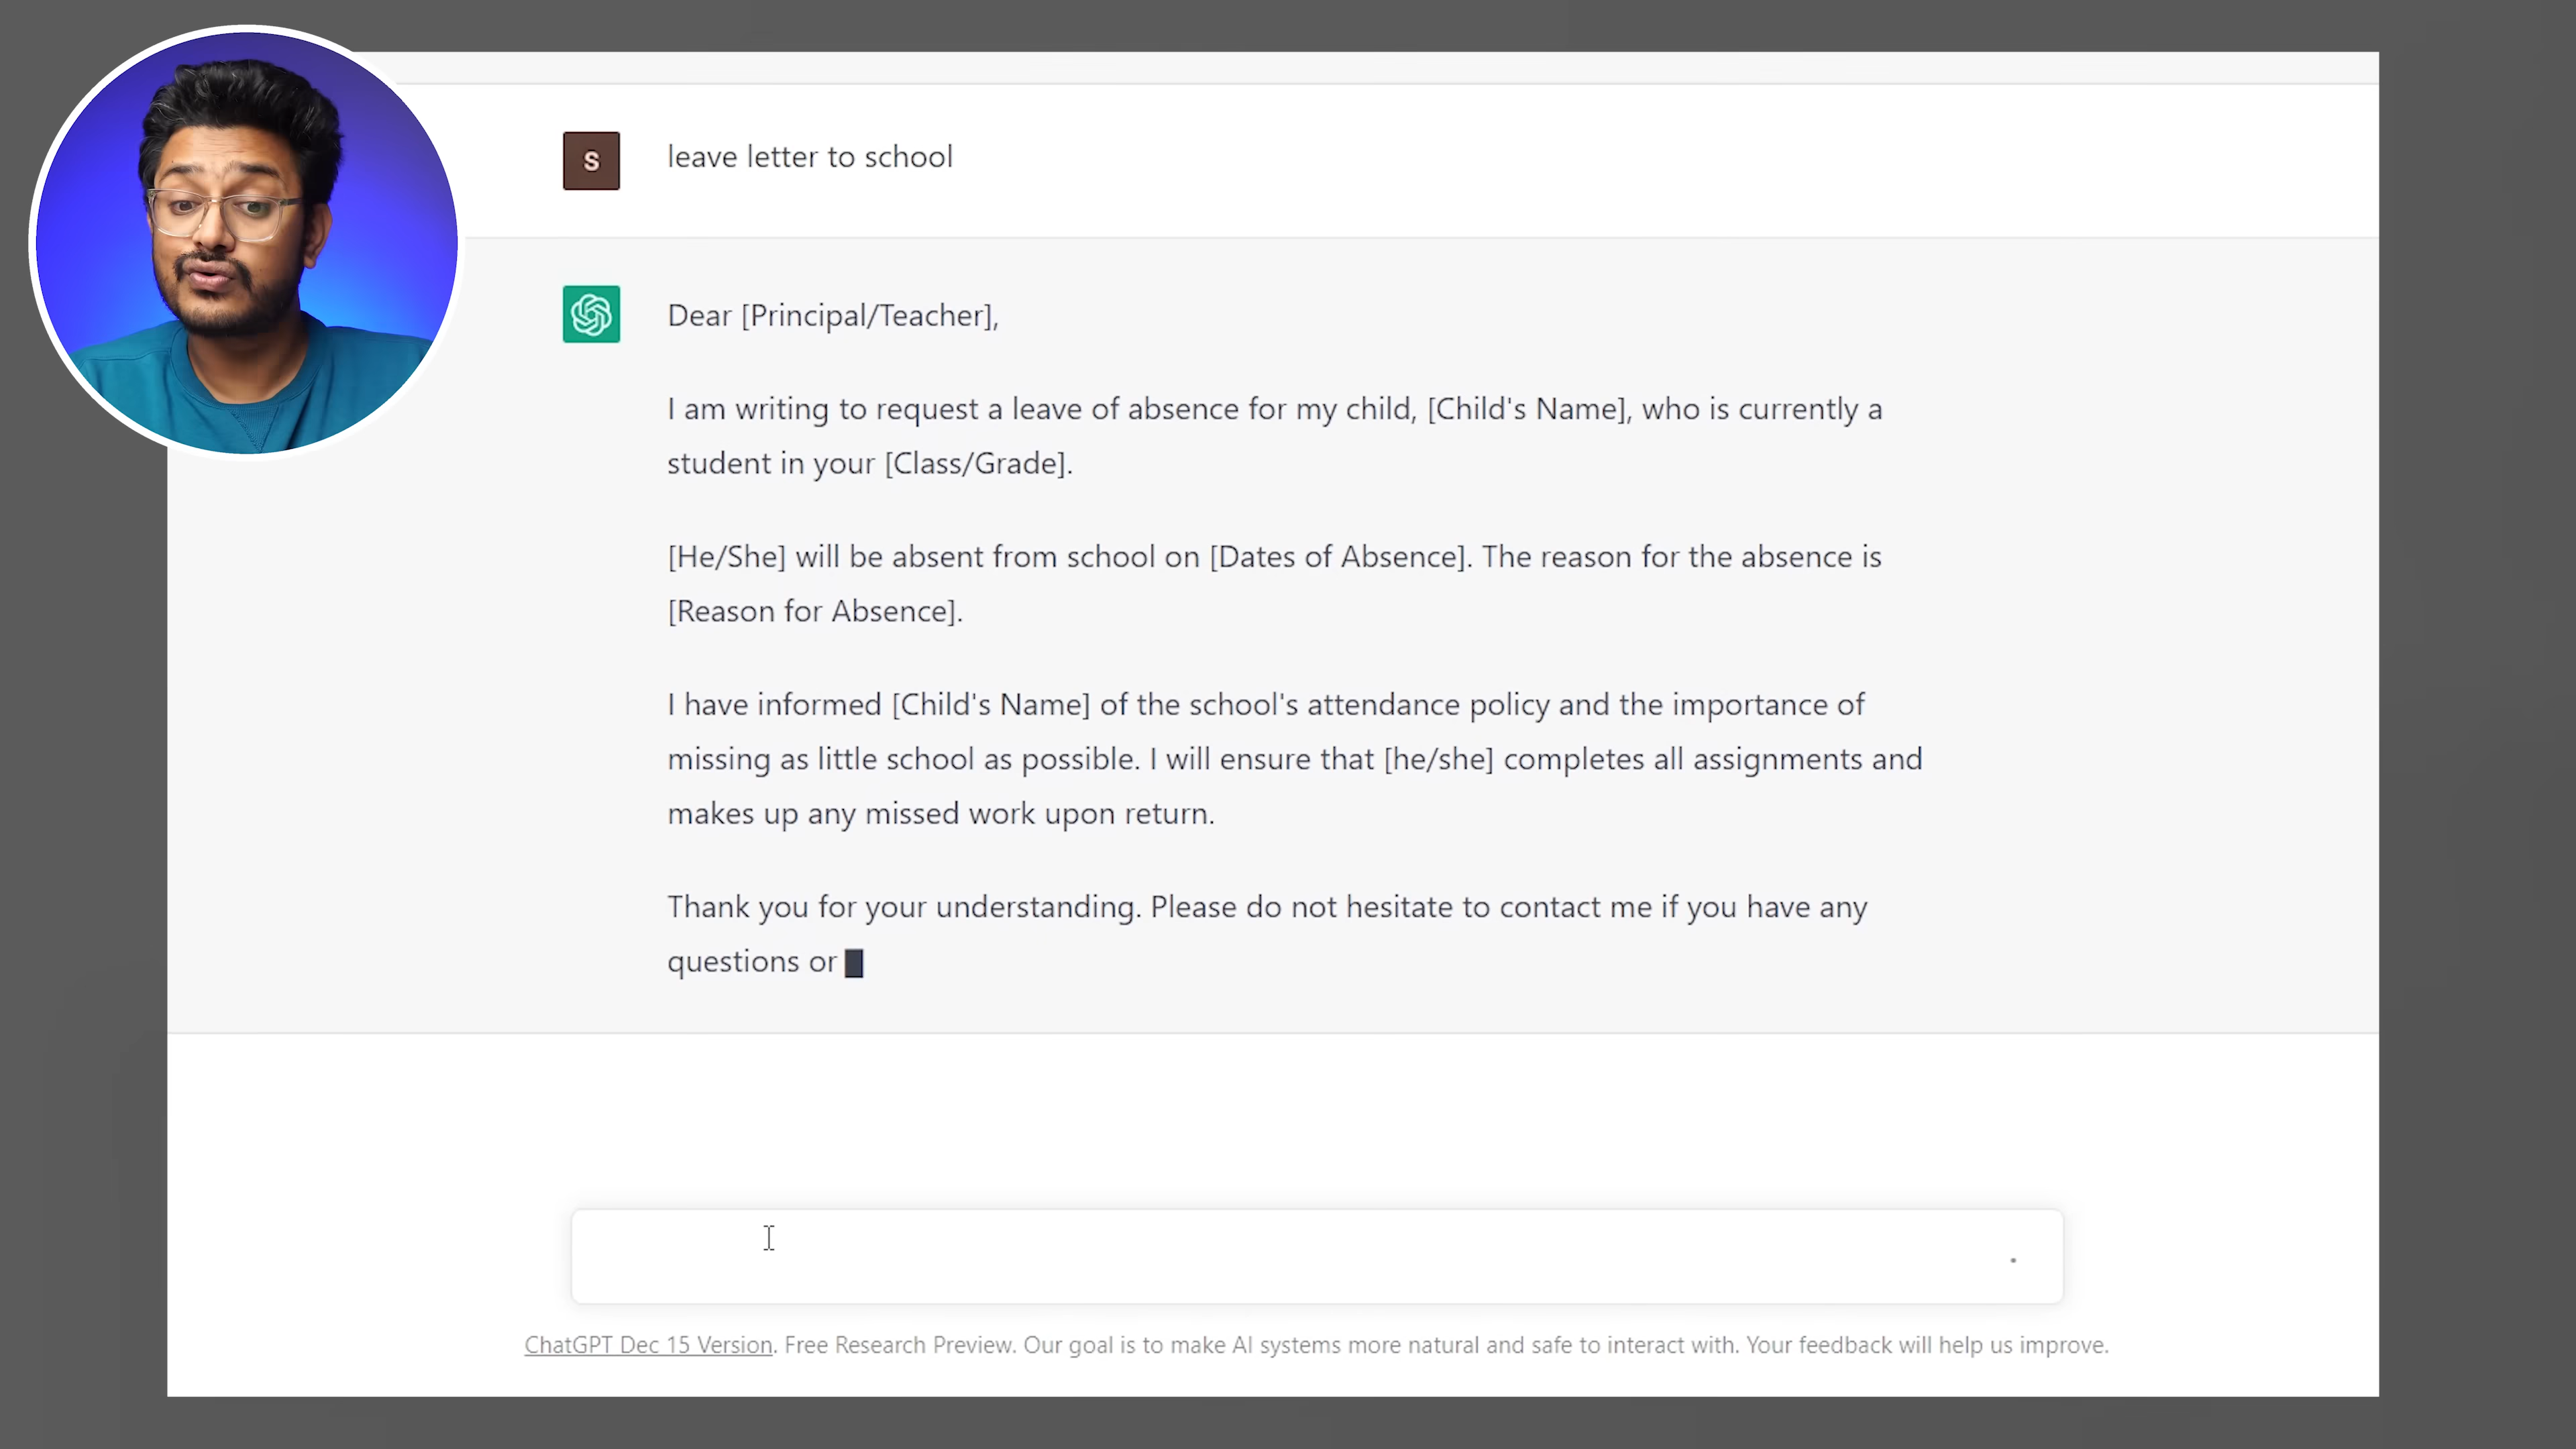 S
leave letter to school
Dear [Principal/Teacher],
I am writing to request a leave of absence for my child, [Child's Name], who is currently a
student in your [Class/Grade].
[He/She] will be absent from school on [Dates of Absence]. The reason for the absence is
[Reason for Absence].
I have informed [Child's Name] of the school's attendance policy and the importance of
missing as little school as possible. I will ensure that [he/she] completes all assignments and
makes up any missed work upon return.
Thank you for your understanding. Please do not hesitate to contact me if you have any
questions or
ChatGPT Dec 15 Version. Free Research Preview. Our goal is to make AI systems more natural and safe to interact with. Your feedback will help us improve.